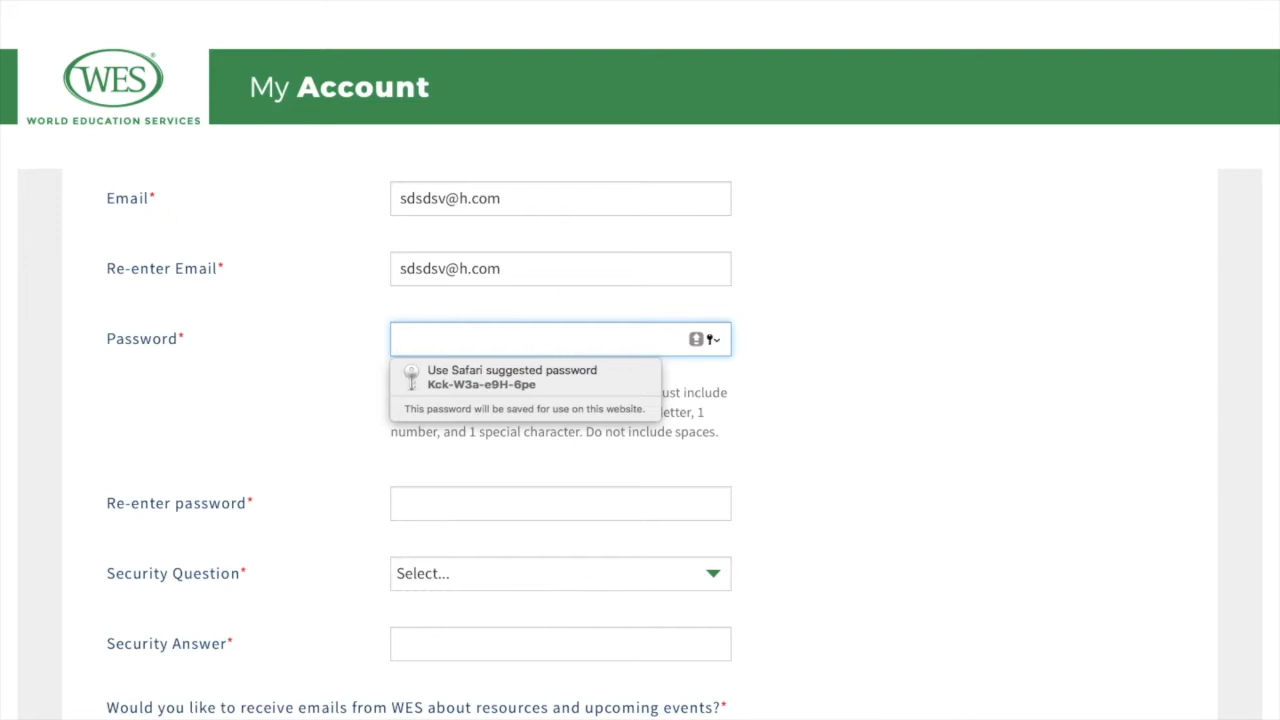 WES®
WORLD EDUCATION SERVICES
My Account
Email*
sdsdsv@h.com
Re-enter Email*
sdsdsv@h.com
Password*
Use Safari suggested password
Kck-W3a-e9H-6pe
This password will be saved for use on this website.
ust include
etter, 1
number, and 1 special character. Do not include spaces.
Re-enter password*
Security Question*
Select...
Security Answer*
Would you like to receive emails from WES about resources and upcoming events?*